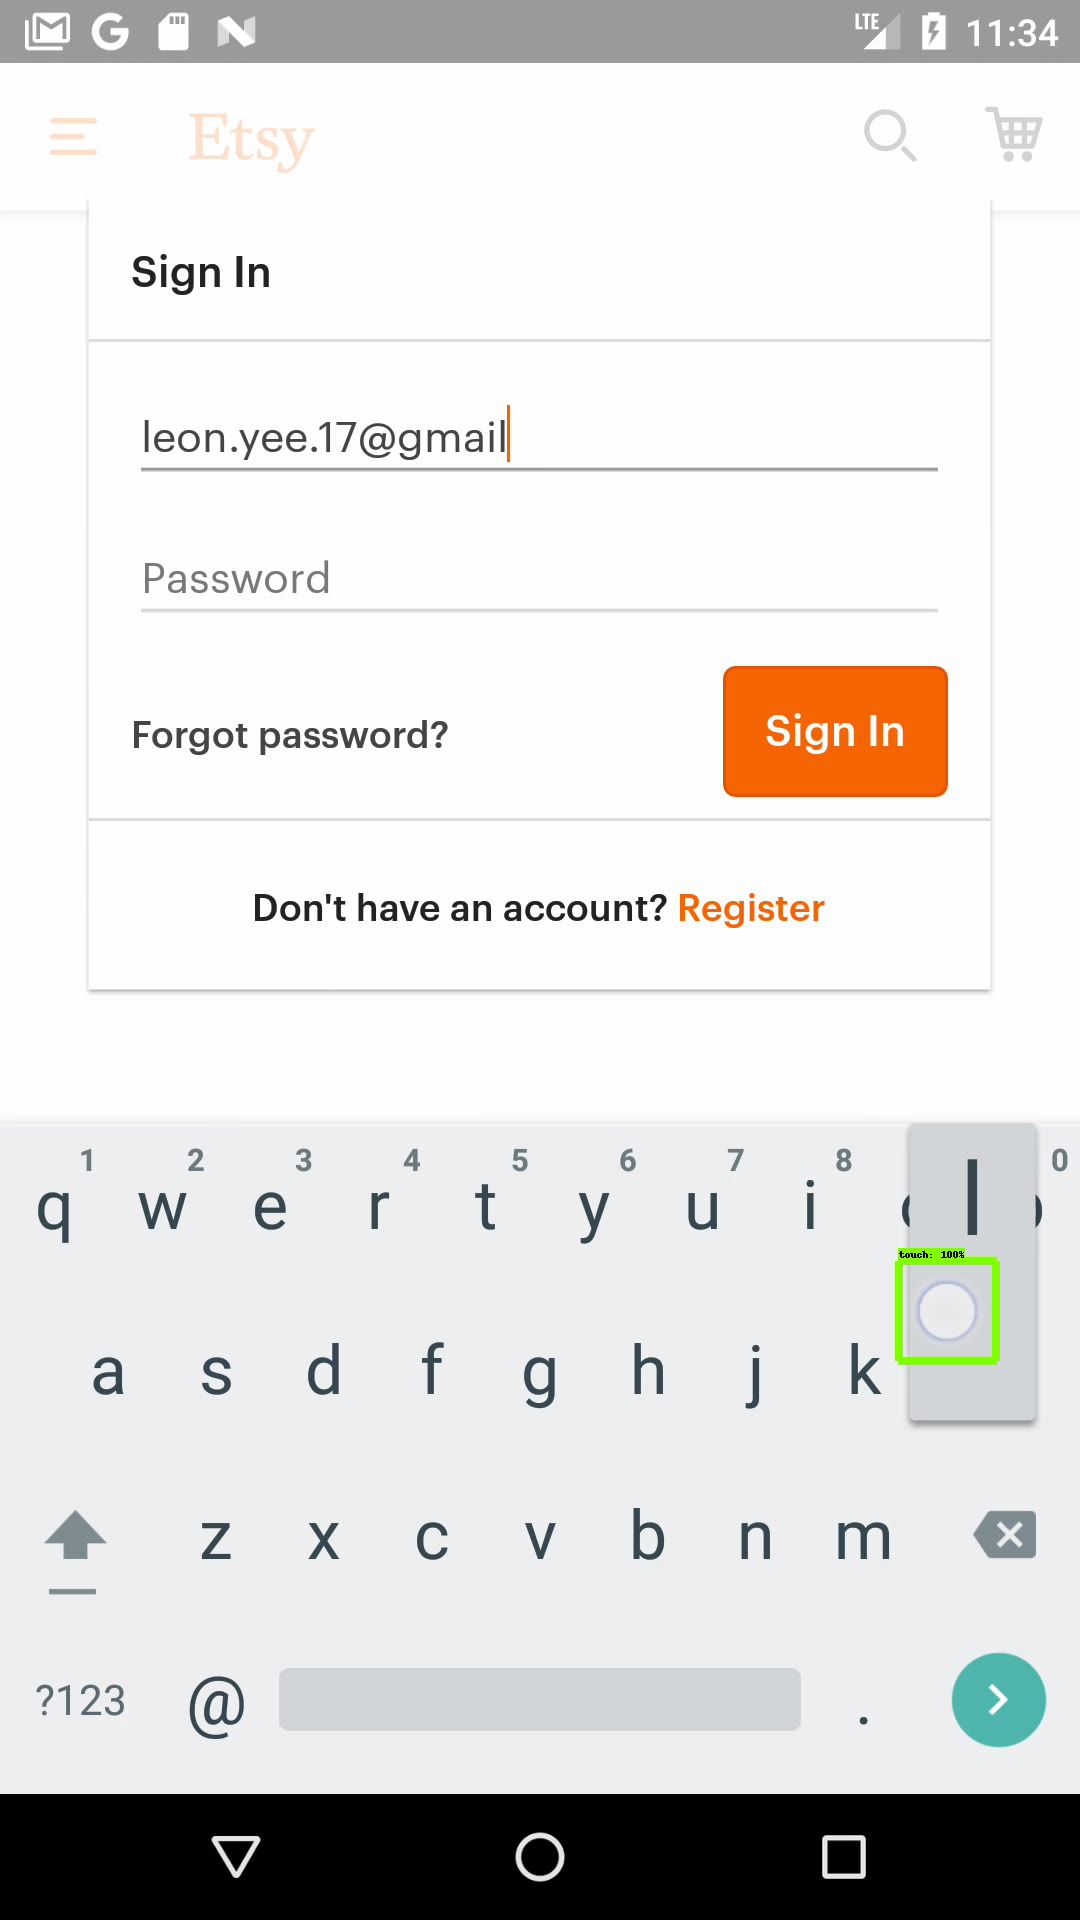 LTE 11:34
Etsy
Sign In
leon.yee.17@gmail
Password
Forgot password? Sign In
Don't have an account? Register
1 2 3 4 5 6 7 8 0
q w e r t y u i l
touch: 100%
a s d f g h j k
z x c v b n m
?123 @ .